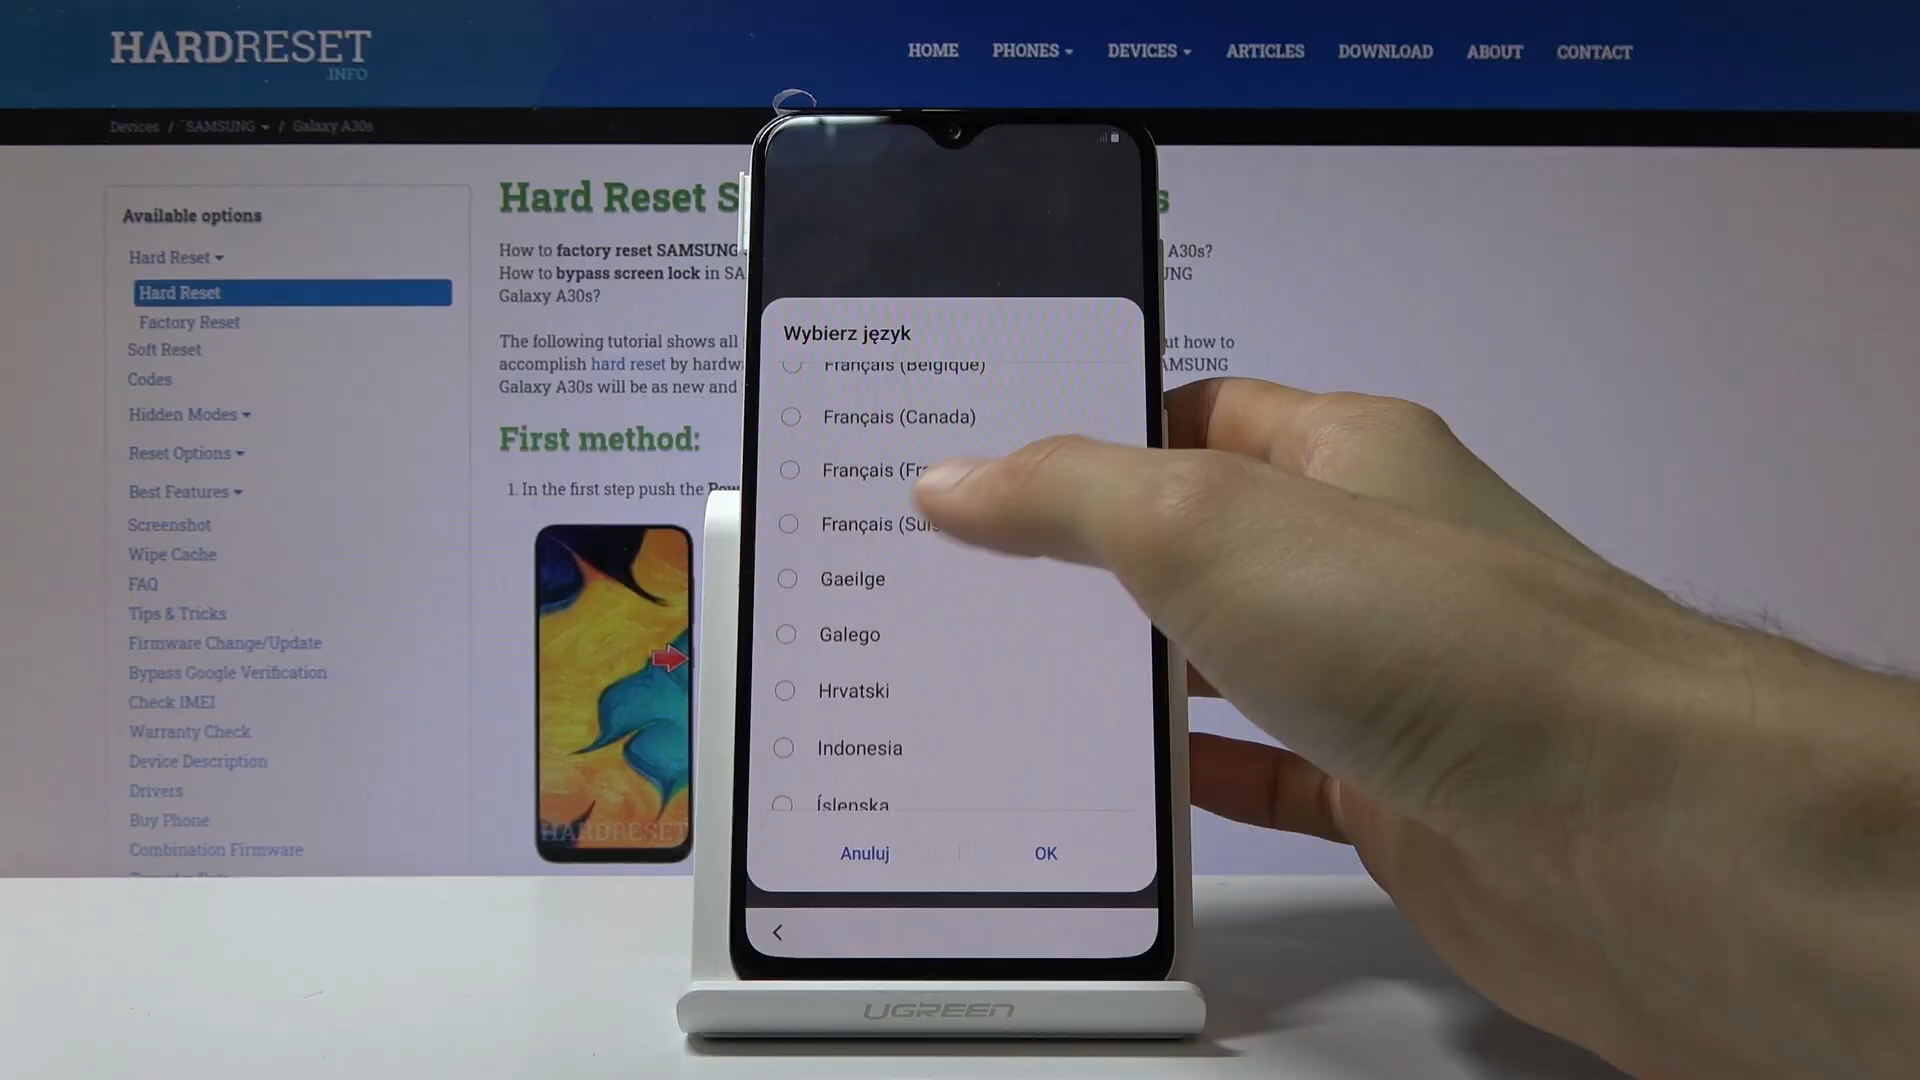 HARDRESET
.INFO
HOME
PHONES
DEVICES
ARTICLES
DOWNLOAD
ABOUT
CONTACT
Devices / SAMSUNG / Galaxy A30s
Available options
Hard Reset
Hard Reset
Factory Reset
Soft Reset
Codes
Hidden Modes
Reset Options
Best Features
Screenshot
Wipe Cache
FAQ
Tips & Tricks
Firmware Change/Update
Bypass Google Verification
Check IMEI
Warranty Check
Device Description
Drivers
Buy Phone
Combination Firmware
Hard Reset S
s
How to factory reset SAMSUNG
A30s?
How to bypass screen lock in SA
UNG
Galaxy A30s?
The following tutorial shows all
ut how to
accomplish hard reset by hardw
AMSUNG
Galaxy A30s will be as new and
First method:
1. In the first step push the Pow
HARDRESET
Wybierz język
Français (Belgique)
Français (Canada)
Français (Fra
Français (Suis
Gaeilge
Galego
Hrvatski
Indonesia
Íslenska
Anuluj
OK
UGREEN